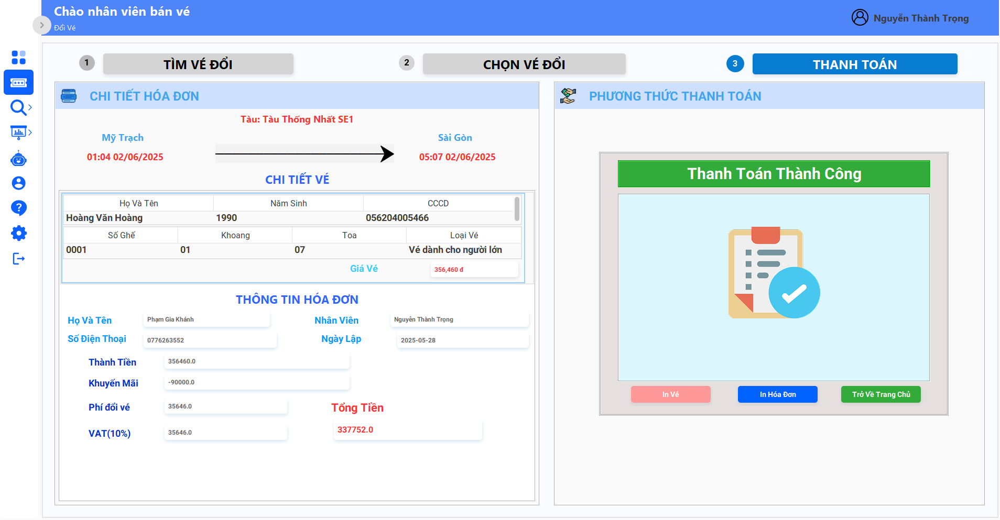 Chào nhân viên bán vé
Đổi Vé
Nguyễn Thành Trọng
1
TÌM VÉ ĐỔI
2
CHỌN VÉ ĐỔI
3
THANH TOÁN
CHI TIẾT HÓA ĐƠN
Tàu: Tàu Thống Nhất SE1
Mỹ Trạch
Sài Gòn
01:04 02/06/2025
05:07 02/06/2025
CHI TIẾT VÉ
Họ Và Tên Năm Sinh CCCD
Hoàng Văn Hoàng 1990 056204005466
Số Ghế Khoang Toa Loại Vé
0001 01 07 Vé dành cho người lớn
Giá Vé 356,460 đ
THÔNG TIN HÓA ĐƠN
Họ Và Tên Phạm Gia Khánh Nhân Viên Nguyễn Thành Trọng
Số Điện Thoại 0776263552 Ngày Lập 2025-05-28
Thành Tiền 356460.0
Khuyến Mãi -90000.0
Phí đổi vé 35646.0 Tổng Tiền
VAT(10%) 35646.0 337752.0
PHƯƠNG THỨC THANH TOÁN
Thanh Toán Thành Công
In Vé In Hóa Đơn Trở Về Trang Chủ